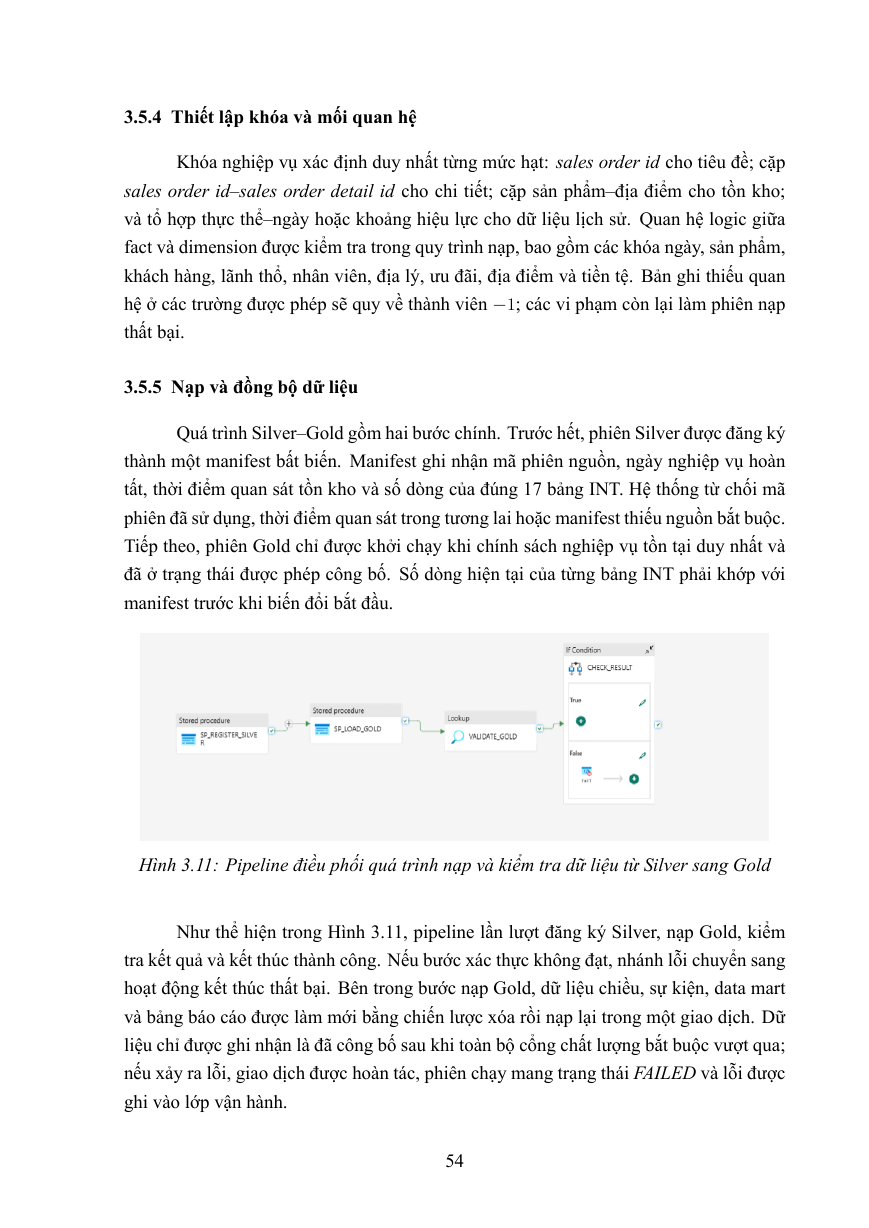 3.5.4 Thiết lập khóa và mối quan hệ
Khóa nghiệp vụ xác định duy nhất từng mức hạt: sales order id cho tiêu đề; cặp
sales order id–sales order detail id cho chi tiết; cặp sản phẩm–địa điểm cho tồn kho;
và tổ hợp thực thể–ngày hoặc khoảng hiệu lực cho dữ liệu lịch sử. Quan hệ logic giữa
fact và dimension được kiểm tra trong quy trình nạp, bao gồm các khóa ngày, sản phẩm,
khách hàng, lãnh thổ, nhân viên, địa lý, ưu đãi, địa điểm và tiền tệ. Bản ghi thiếu quan
hệ ở các trường được phép sẽ quy về thành viên −1; các vi phạm còn lại làm phiên nạp
thất bại.
3.5.5 Nạp và đồng bộ dữ liệu
Quá trình Silver–Gold gồm hai bước chính. Trước hết, phiên Silver được đăng ký
thành một manifest bất biến. Manifest ghi nhận mã phiên nguồn, ngày nghiệp vụ hoàn
tất, thời điểm quan sát tồn kho và số dòng của đúng 17 bảng INT. Hệ thống từ chối mã
phiên đã sử dụng, thời điểm quan sát trong tương lai hoặc manifest thiếu nguồn bắt buộc.
Tiếp theo, phiên Gold chỉ được khởi chạy khi chính sách nghiệp vụ tồn tại duy nhất và
đã ở trạng thái được phép công bố. Số dòng hiện tại của từng bảng INT phải khớp với
manifest trước khi biến đổi bắt đầu.
Stored procedure
SP_REGISTER_SILVE
R
Stored procedure
SP_LOAD_GOLD
Lookup
VALIDATE_GOLD
If Condition
CHECK_RESULT
True
False
Fail1
Hình 3.11: Pipeline điều phối quá trình nạp và kiểm tra dữ liệu từ Silver sang Gold
Như thể hiện trong Hình 3.11, pipeline lần lượt đăng ký Silver, nạp Gold, kiểm
tra kết quả và kết thúc thành công. Nếu bước xác thực không đạt, nhánh lỗi chuyển sang
hoạt động kết thúc thất bại. Bên trong bước nạp Gold, dữ liệu chiều, sự kiện, data mart
và bảng báo cáo được làm mới bằng chiến lược xóa rồi nạp lại trong một giao dịch. Dữ
liệu chỉ được ghi nhận là đã công bố sau khi toàn bộ cổng chất lượng bắt buộc vượt qua;
nếu xảy ra lỗi, giao dịch được hoàn tác, phiên chạy mang trạng thái FAILED và lỗi được
ghi vào lớp vận hành.
54